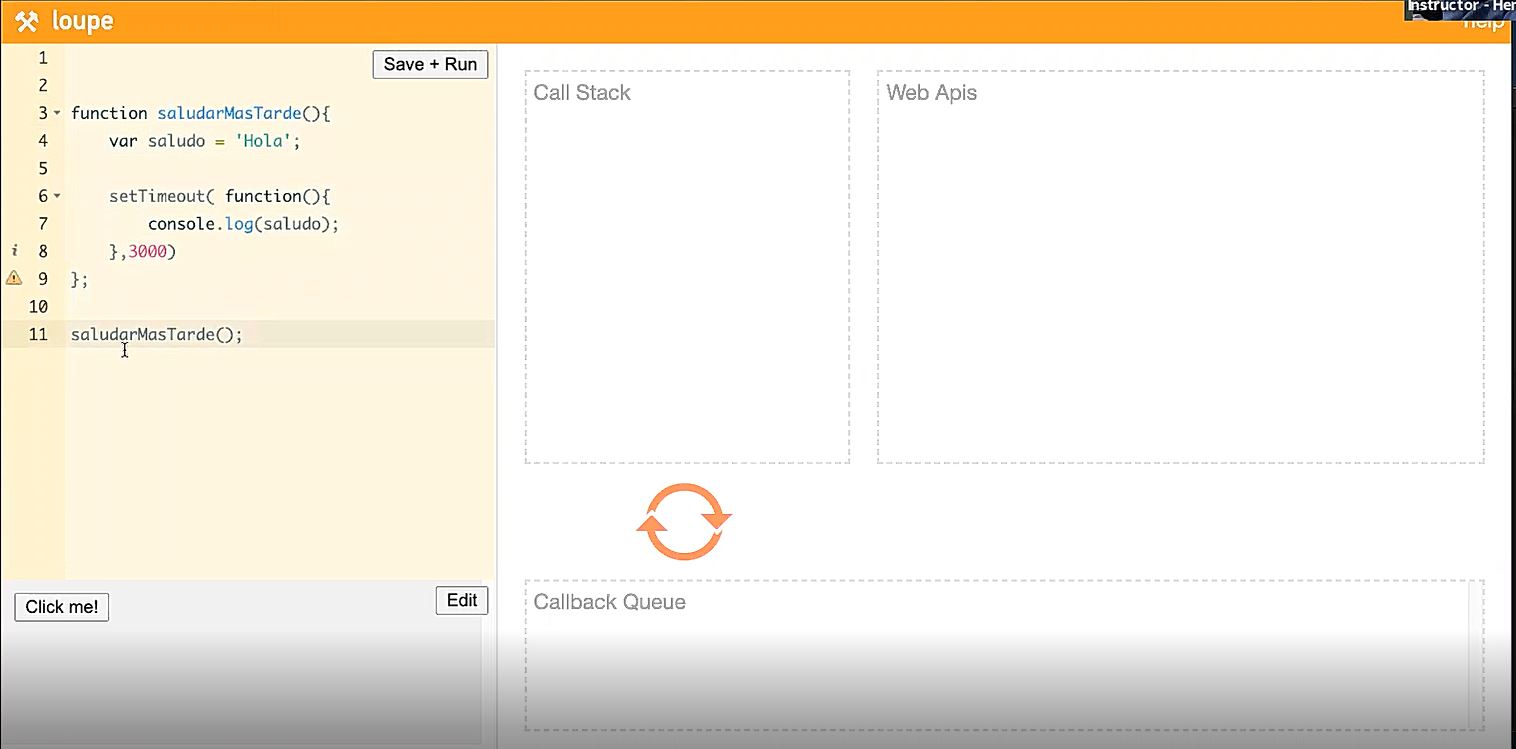 loupe
Instructor - Her
help
1
Save + Run
2
3 function saludarMasTarde(){
4     var saludo = 'Hola';
5
6     setTimeout( function(){
7         console.log(saludo);
i 8     },3000)
9 };
10
11 saludarMasTarde();
Call Stack
Web Apis
Click me!
Edit
Callback Queue